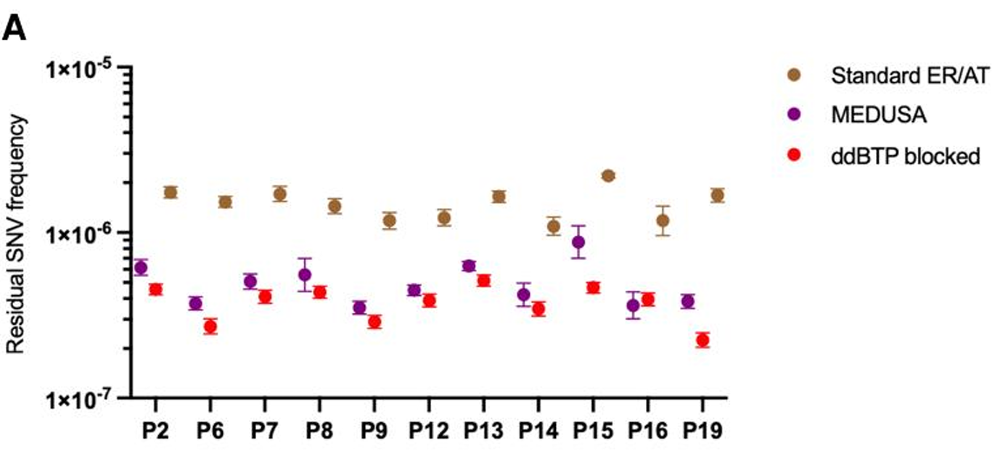 A
Residual SNV frequency
1×10⁻⁵
1×10⁻⁶
1×10⁻⁷
P2 P6 P7 P8 P9 P12 P13 P14 P15 P16 P19
Standard ER/AT
MEDUSA
ddBTP blocked